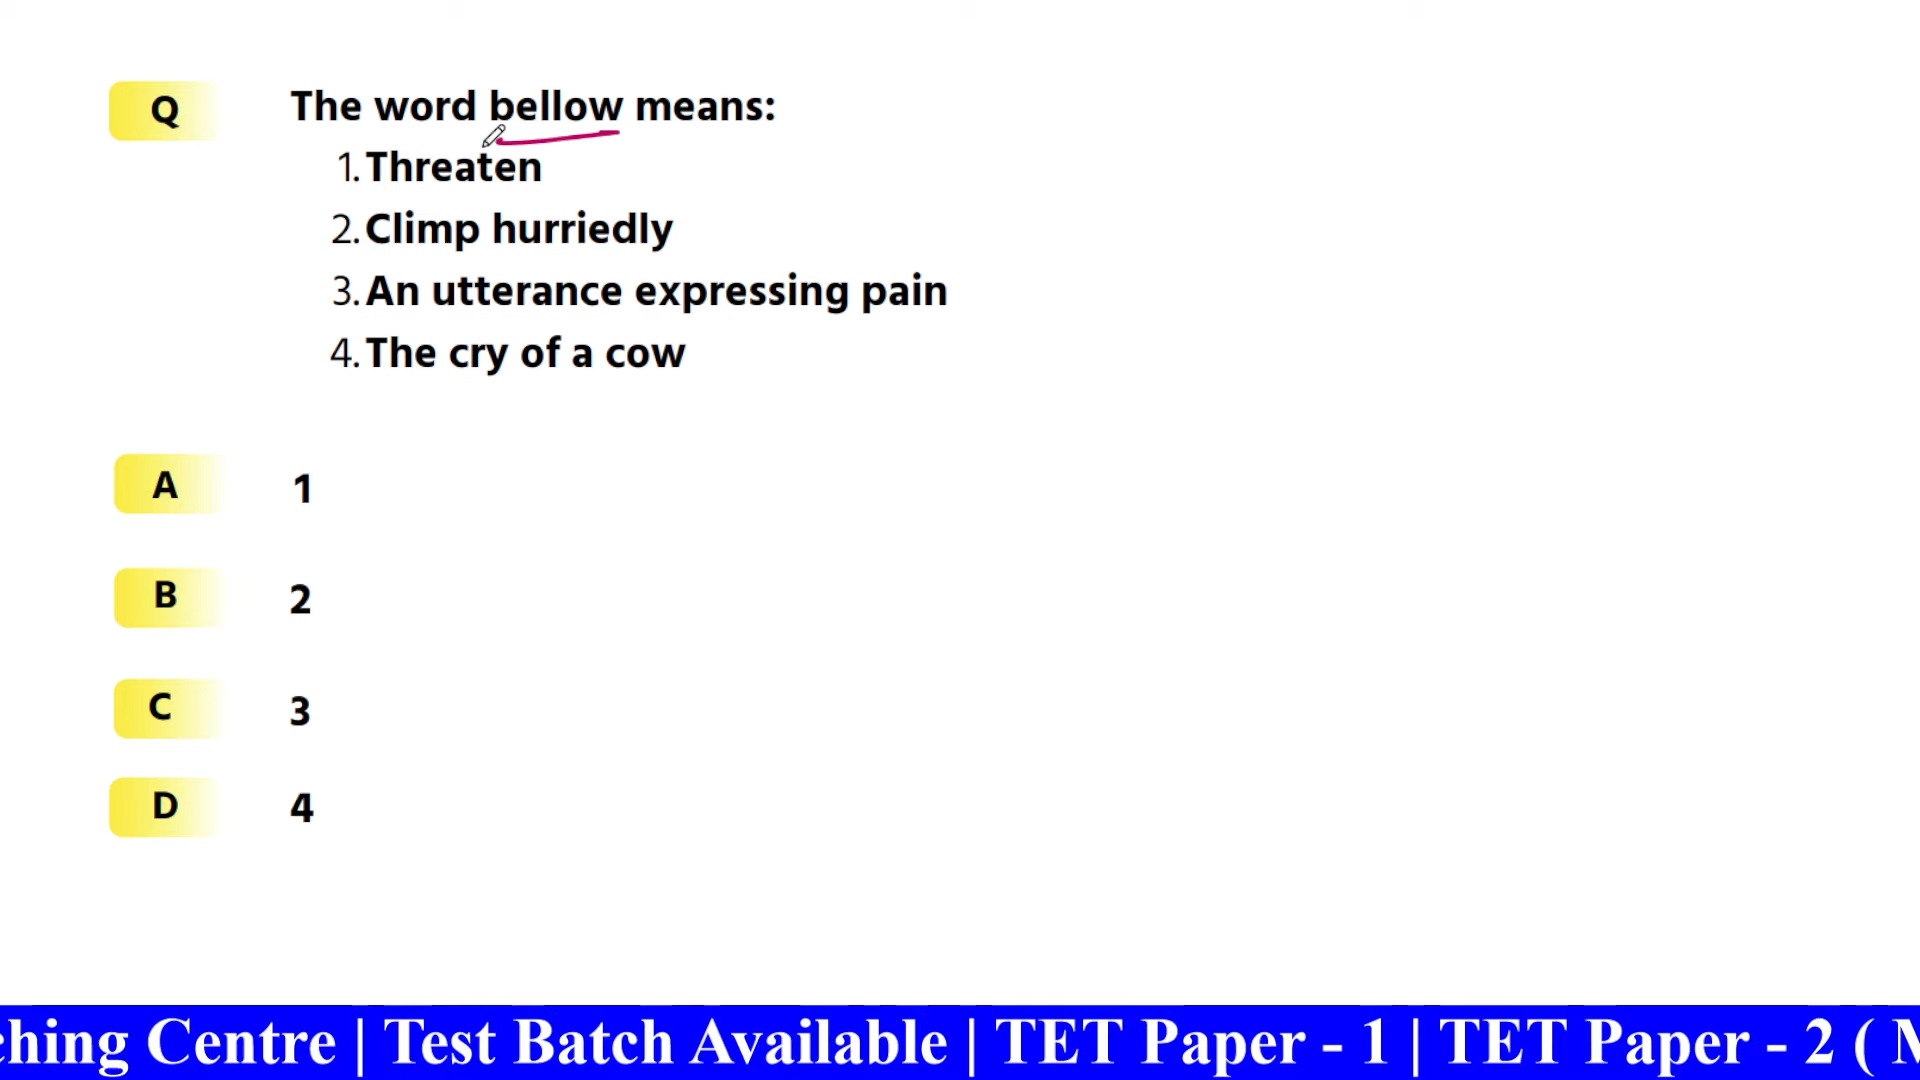 Q The word bellow means:
1. Threaten
2. Climp hurriedly
3. An utterance expressing pain
4. The cry of a cow
A 1
B 2
C 3
D 4
ching Centre | Test Batch Available | TET Paper - 1 | TET Paper - 2 (